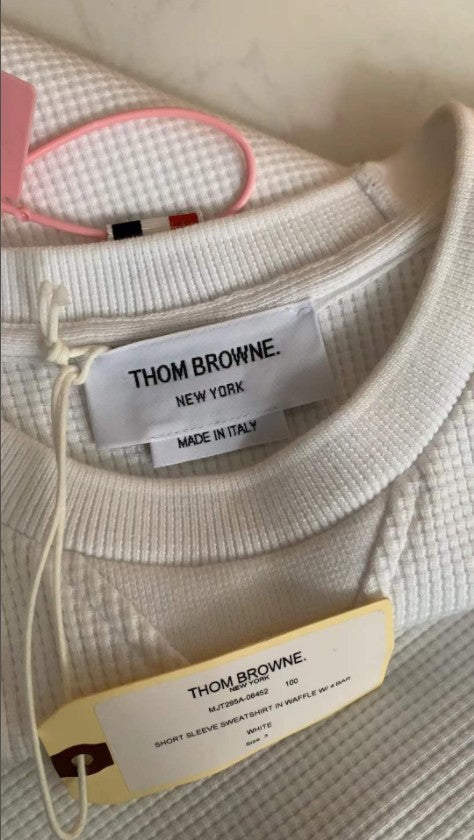 THOM BROWNE.
NEW YORK
MADE IN ITALY
THOM BROWNE.
NEW YORK
MJT295A-06452 100
SHORT SLEEVE SWEATSHIRT IN WAFFLE W/ 4 BAR
WHITE
Size